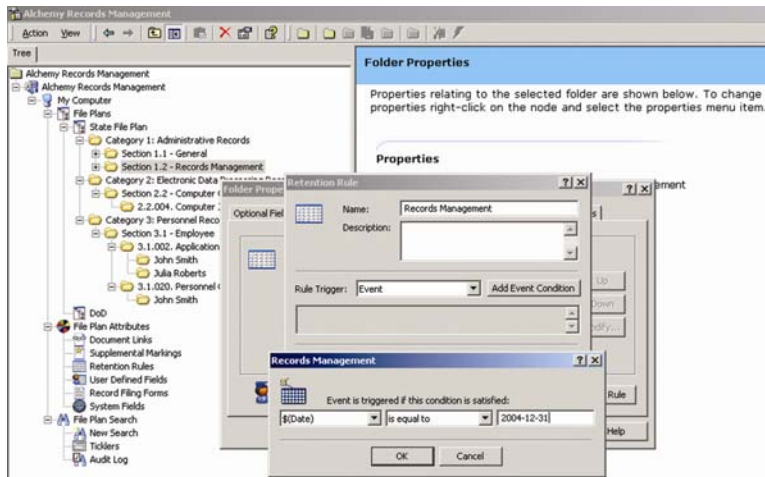 Alchemy Records Management
Action View
Tree
Alchemy Records Management
Alchemy Records Management
My Computer
File Plans
State File Plan
Category 1: Administrative Records
Section 1.1 - General
Section 1.2 - Records Management
Category 2: Electronic Data
Section 2.2 - Computer
2.2.004. Computer
Category 3: Personnel Reco
Section 3.1 - Employee
3.1.002. Application
John Smith
Julia Roberts
3.1.020. Personnel
John Smith
DoD
File Plan Attributes
Document Links
Supplemental Markings
Retention Rules
User Defined Fields
Record Filing Forms
System Fields
File Plan Search
New Search
Ticklers
Audit Log
Folder Properties
Properties relating to the selected folder are shown below. To change
properties right-click on the node and select the properties menu item.
Properties
ement
Folder Prope
Optional Fiel
Up
Down
Rule
Help
Retention Rule
Name: Records Management
Description:
Rule Trigger: Event Add Event Condition
Records Management
Event is triggered if this condition is satisfied:
$(Date) is equal to 2004-12-31
OK Cancel